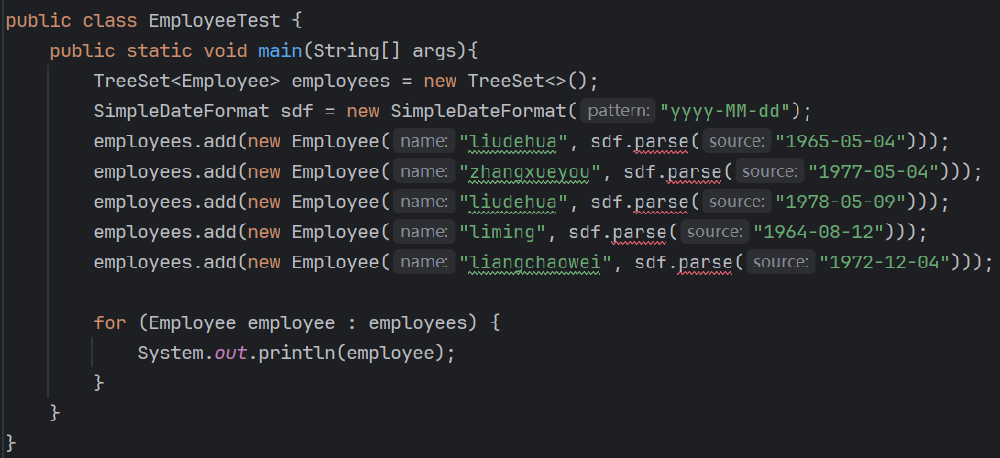 public class EmployeeTest {
public static void main(String[] args){
TreeSet<Employee> employees = new TreeSet<>();
SimpleDateFormat sdf = new SimpleDateFormat( pattern: "yyyy-MM-dd");
employees.add(new Employee( name: "liudehua", sdf.parse( source: "1965-05-04")));
employees.add(new Employee( name: "zhangxueyou", sdf.parse( source: "1977-05-04")));
employees.add(new Employee( name: "liudehua", sdf.parse( source: "1978-05-09")));
employees.add(new Employee( name: "liming", sdf.parse( source: "1964-08-12")));
employees.add(new Employee( name: "liangchaowei", sdf.parse( source: "1972-12-04")));
for (Employee employee : employees) {
System.out.println(employee);
}
}
}